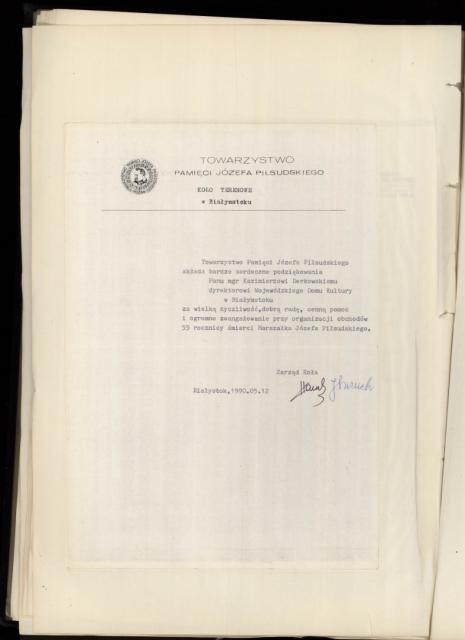 TOWARZYSTWO
PAMIĘCI JÓZEFA PIŁSUDSKIEGO
KOŁO TERENOWE
w Białymstoku
Towarzystwo Pamięci Józefa Piłsudskiego
składa bardzo serdeczne podziękowania
Panu mgr Kazimierzowi Derkowskiemu
dyrektorowi Wojewódzkiego Domu Kultury
w Białymstoku
za wielką życzliwość,dobrą radę, cenną pomoc
i ogromne zaangażowanie przy organizacji obchodów
55 rocznicy śmierci Marszałka Józefa Piłsudskiego.
Zarząd Koła
Białystok,1990.05.12